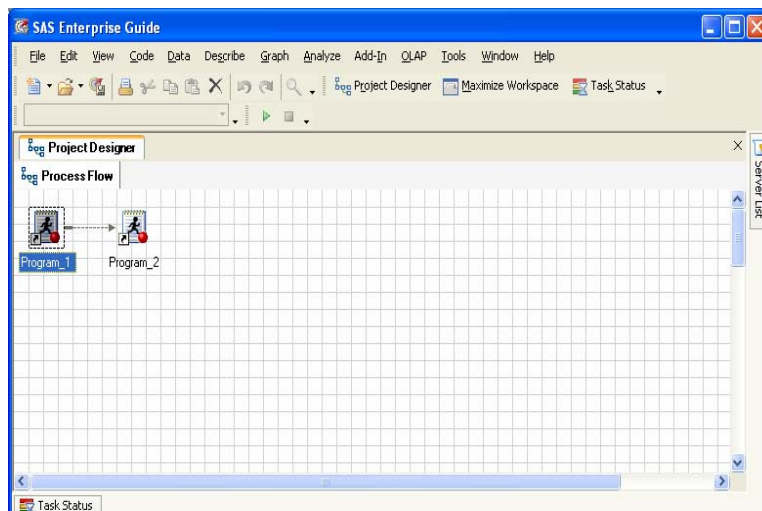 SAS Enterprise Guide
File Edit View Code Data Describe Graph Analyze Add-In OLAP Tools Window Help
Project Designer Maximize Workspace Task Status
Project Designer
Process Flow
Server List
Program_1 Program_2
Task Status